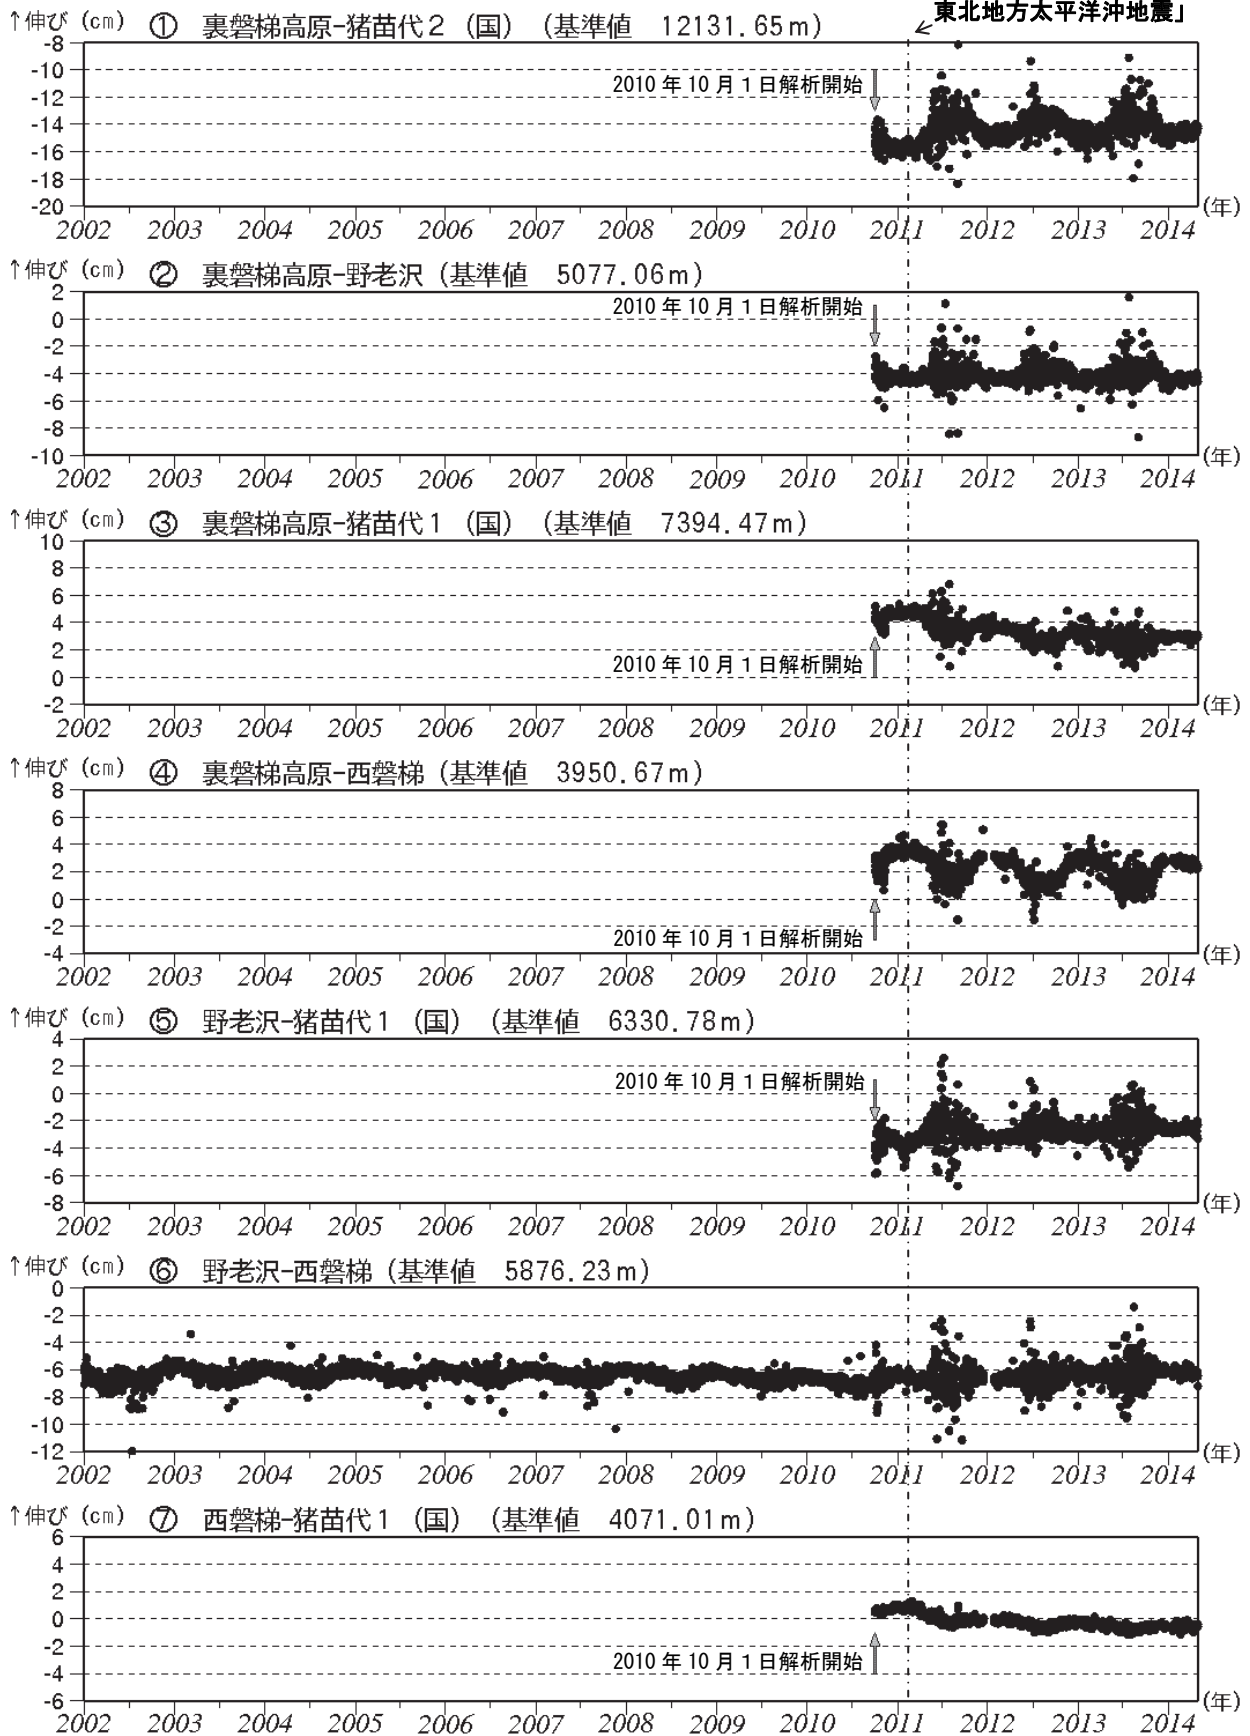 東北地方太平洋沖地震」
↑伸び (cm) ① 裏磐梯高原-猪苗代2 (国) (基準値 12131.65m)
-8
-10
2010年10月1日解析開始
-12
-14
-16
-18
-20
2002 2003 2004 2005 2006 2007 2008 2009 2010 2011 2012 2013 2014 (年)
↑伸び (cm) ② 裏磐梯高原-野老沢 (基準値 5077.06m)
2
2010年10月1日解析開始
0
-2
-4
-6
-8
-10
2002 2003 2004 2005 2006 2007 2008 2009 2010 2011 2012 2013 2014 (年)
↑伸び (cm) ③ 裏磐梯高原-猪苗代1 (国) (基準値 7394.47m)
10
8
6
4
2
2010年10月1日解析開始
0
-2
2002 2003 2004 2005 2006 2007 2008 2009 2010 2011 2012 2013 2014 (年)
↑伸び (cm) ④ 裏磐梯高原-西磐梯 (基準値 3950.67m)
8
6
4
2
0
-2
2010年10月1日解析開始
-4
2002 2003 2004 2005 2006 2007 2008 2009 2010 2011 2012 2013 2014 (年)
↑伸び (cm) ⑤ 野老沢-猪苗代1 (国) (基準値 6330.78m)
4
2
2010年10月1日解析開始
0
-2
-4
-6
-8
2002 2003 2004 2005 2006 2007 2008 2009 2010 2011 2012 2013 2014 (年)
↑伸び (cm) ⑥ 野老沢-西磐梯 (基準値 5876.23m)
0
-2
-4
-6
-8
-10
-12
2002 2003 2004 2005 2006 2007 2008 2009 2010 2011 2012 2013 2014 (年)
↑伸び (cm) ⑦ 西磐梯-猪苗代1 (国) (基準値 4071.01m)
6
4
2
0
-2
2010年10月1日解析開始
-4
-6
2002 2003 2004 2005 2006 2007 2008 2009 2010 2011 2012 2013 2014 (年)